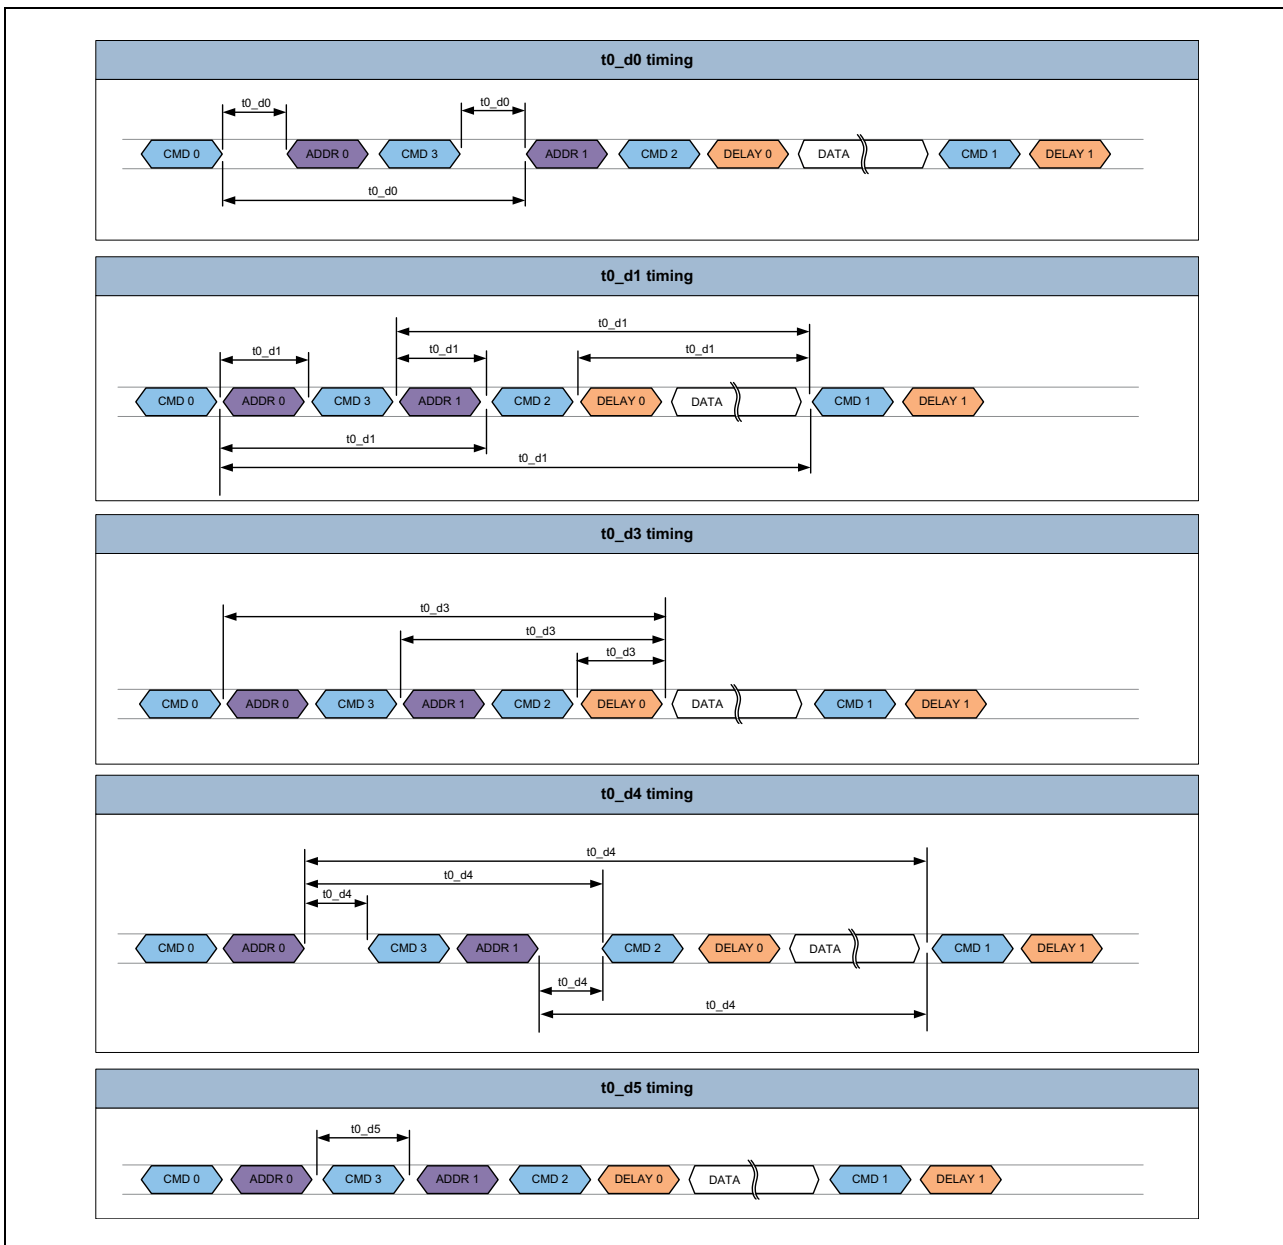 t0_d0 timing
t0_d0 t0_d0
CMD 0 ADDR 0 CMD 3 ADDR 1 CMD 2 DELAY 0 DATA CMD 1 DELAY 1
t0_d0
t0_d1 timing
t0_d1
t0_d1 t0_d1 t0_d1
CMD 0 ADDR 0 CMD 3 ADDR 1 CMD 2 DELAY 0 DATA CMD 1 DELAY 1
t0_d1
t0_d1
t0_d3 timing
t0_d3
t0_d3
t0_d3
CMD 0 ADDR 0 CMD 3 ADDR 1 CMD 2 DELAY 0 DATA CMD 1 DELAY 1
t0_d4 timing
t0_d4
t0_d4
t0_d4
CMD 0 ADDR 0 CMD 3 ADDR 1 CMD 2 DELAY 0 DATA CMD 1 DELAY 1
t0_d4
t0_d4
t0_d5 timing
t0_d5
CMD 0 ADDR 0 CMD 3 ADDR 1 CMD 2 DELAY 0 DATA CMD 1 DELAY 1